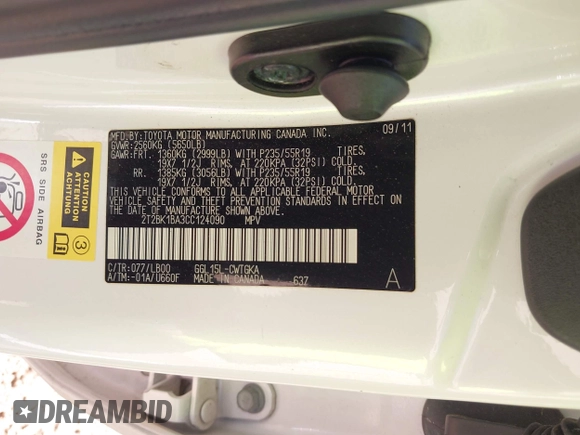 MFD.BY:TOYOTA MOTOR MANUFACTURING CANADA INC. 09/11
GVWR:2560KG (5650LB)
GAWR:FRT. 1360KG (2999LB) WITH P235/55R19 TIRES.
19X 7 1/2J RIMS, AT 220KPA (32PSI) COLD.
RR. 1385KG (3056LB) WITH P235/55R19 TIRES.
19X7 1/2J RIMS, AT 220KPA (32PSI) COLD.
THIS VEHICLE CONFORMS TO ALL APPLICABLE FEDERAL MOTOR
VEHICLE SAFETY AND THEFT PREVENTION STANDARDS IN EFFECT
ON THE DATE OF MANUFACTURE SHOWN ABOVE.
2T2BK1BA3CC124090 MPV
C/TR:077/LB00 GGL15L-CWTGKA
A/TM:-01A/U660F MADE IN CANADA 637 A
SRS SIDE AIRBAG
CAUTION
ATTENTION
ACHTUNG
3
DREAMBID